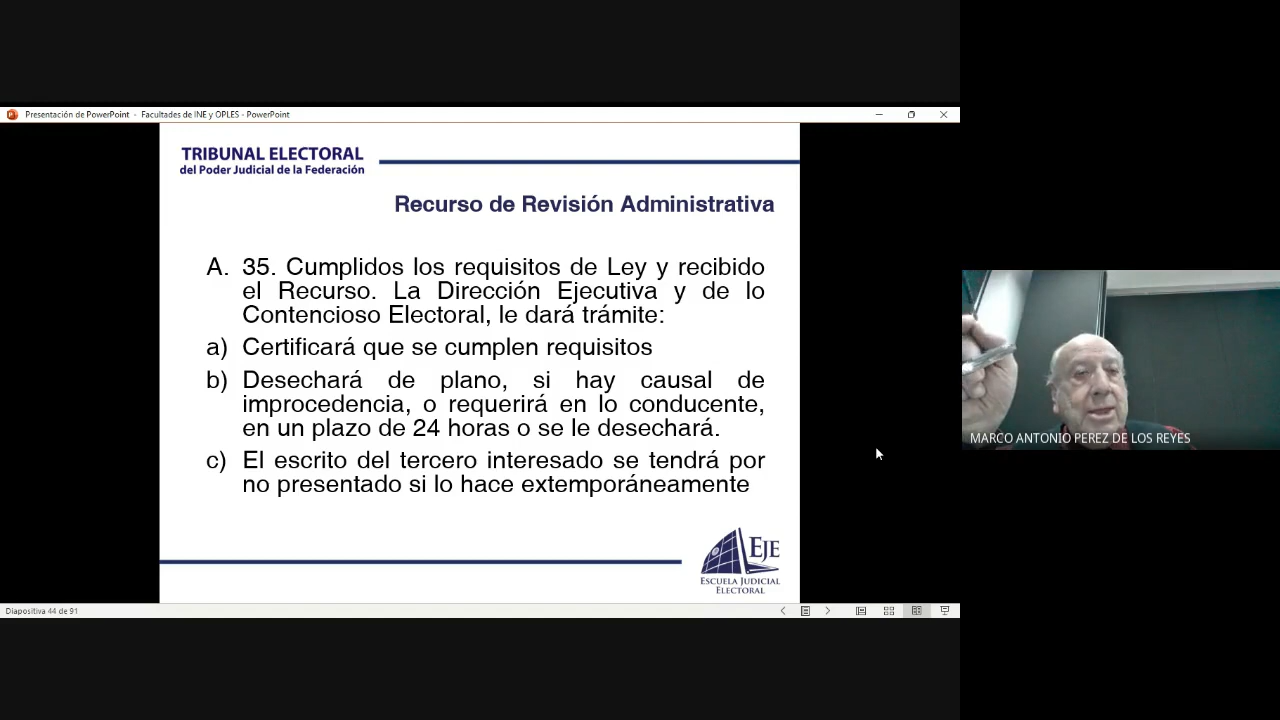 Presentación de PowerPoint - Facultades de INE y OPLES - PowerPoint
TRIBUNAL ELECTORAL
del Poder Judicial de la Federación
Recurso de Revisión Administrativa
A. 35. Cumplidos los requisitos de Ley y recibido
el Recurso. La Dirección Ejecutiva y de lo
Contencioso Electoral, le dará trámite:
a) Certificará que se cumplen requisitos
b) Desechará de plano, si hay causal de
improcedencia, o requerirá en lo conducente,
en un plazo de 24 horas o se le desechará.
c) El escrito del tercero interesado se tendrá por
no presentado si lo hace extemporáneamente
EJE
ESCUELA JUDICIAL
ELECTORAL
Diapositiva 44 de 91
MARCO ANTONIO PEREZ DE LOS REYES